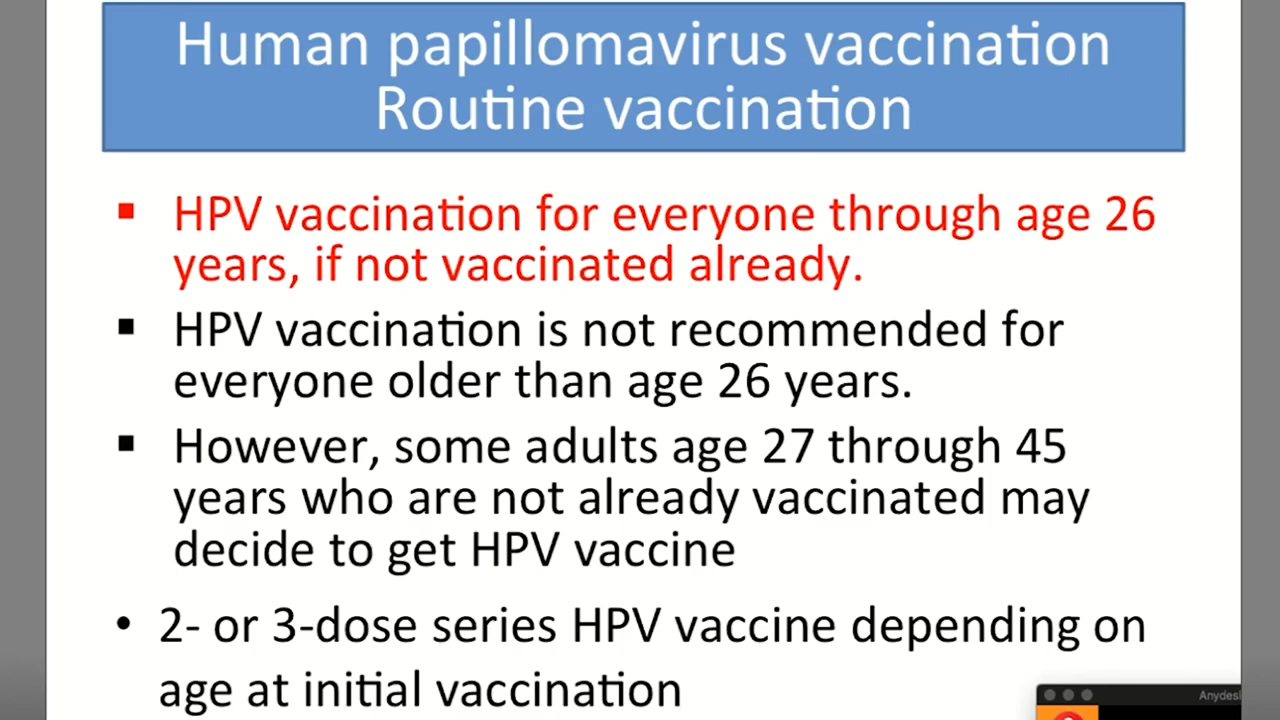 Human papillomavirus vaccination
Routine vaccination
▪ HPV vaccination for everyone through age 26
years, if not vaccinated already.
▪ HPV vaccination is not recommended for
everyone older than age 26 years.
▪ However, some adults age 27 through 45
years who are not already vaccinated may
decide to get HPV vaccine
• 2- or 3-dose series HPV vaccine depending on
age at initial vaccination